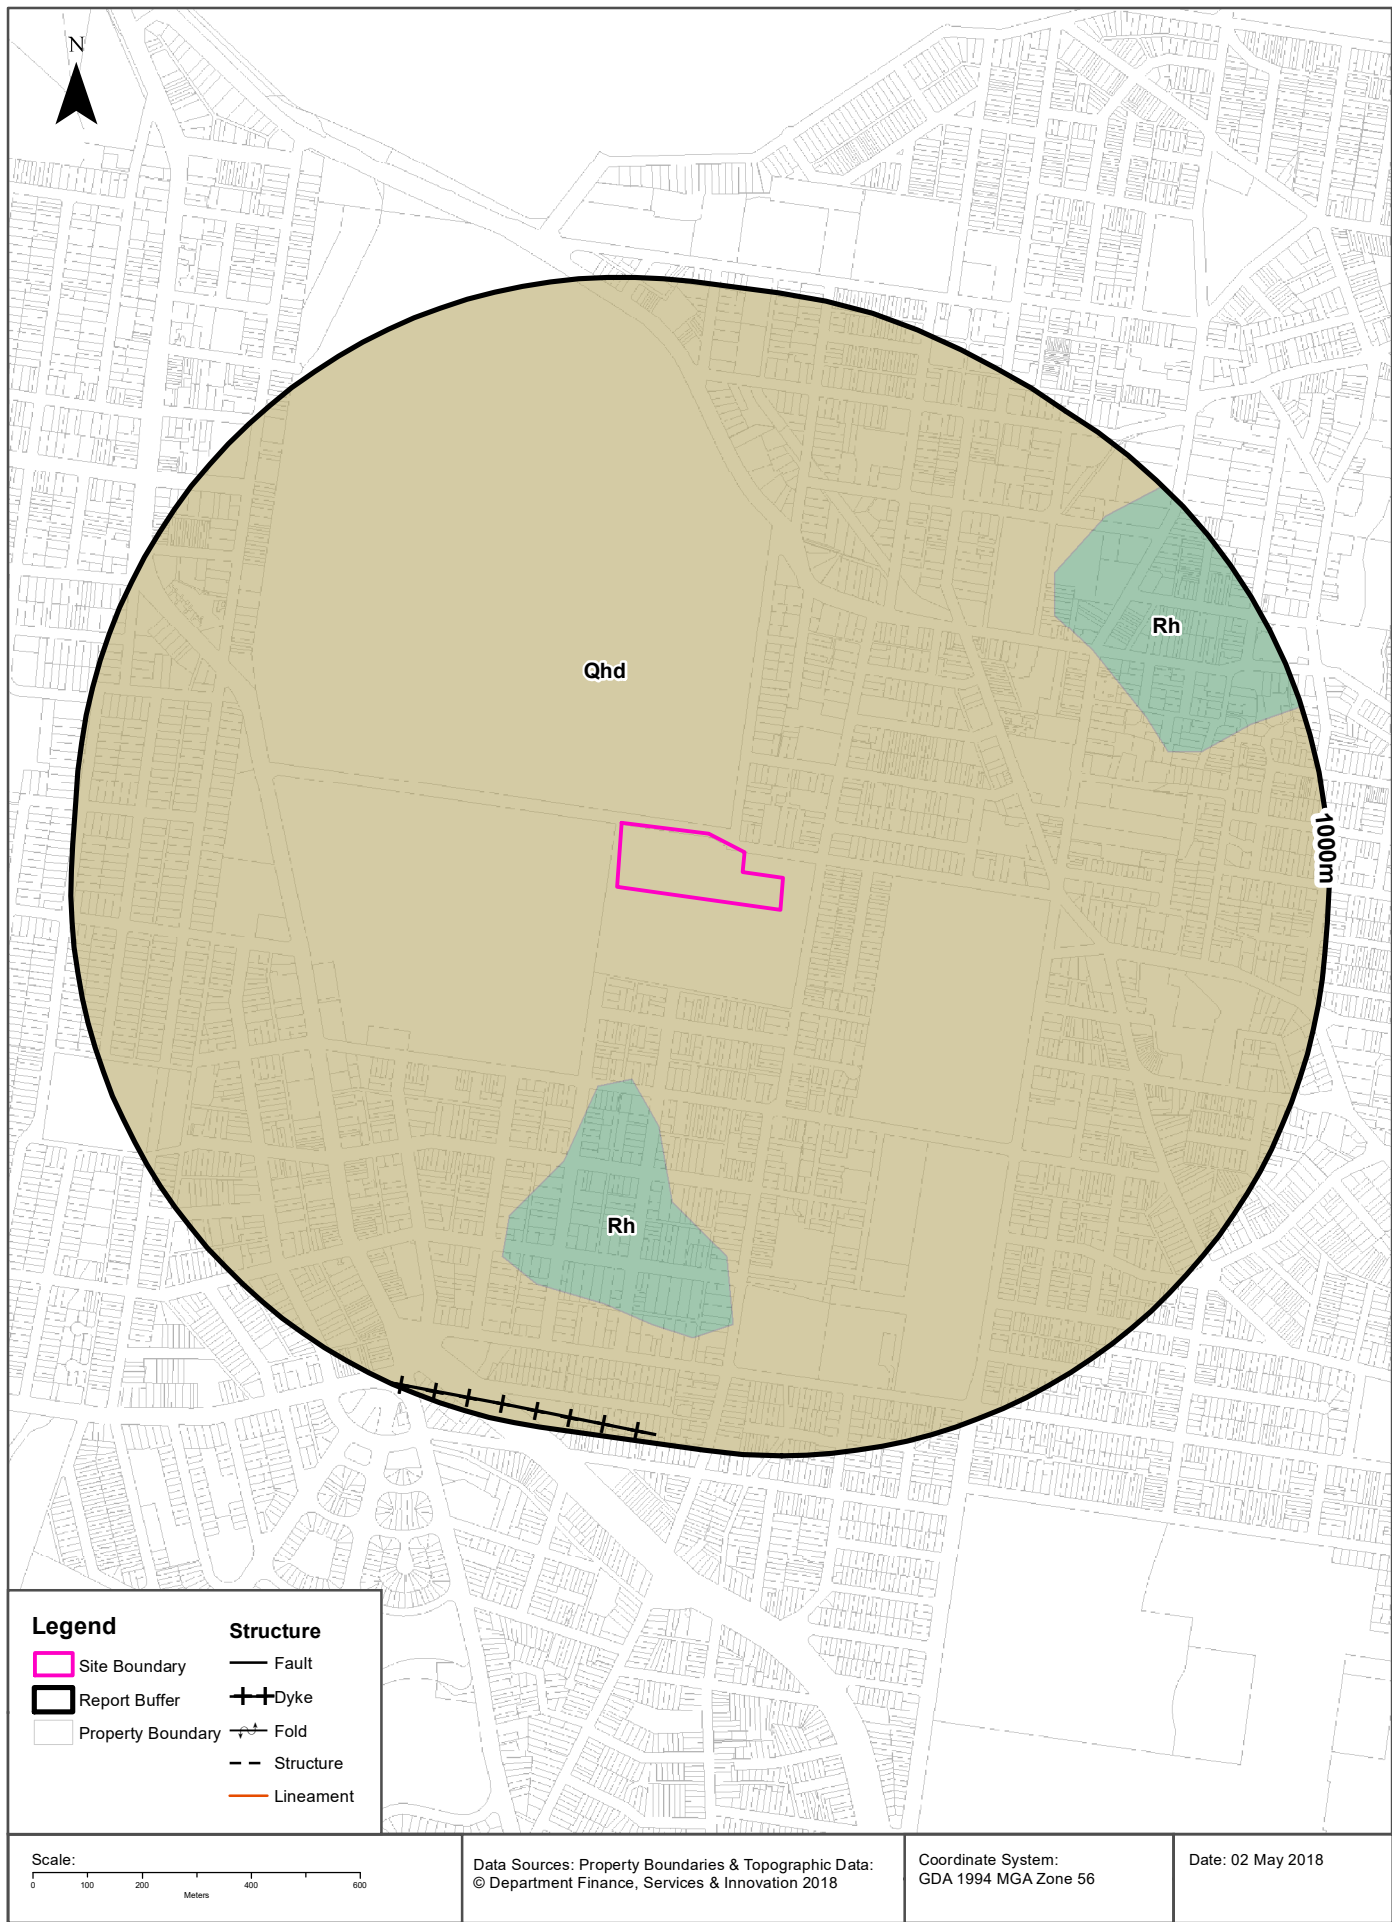 N
Qhd
Rh
1000m
Rh
Legend
Site Boundary
Report Buffer
Property Boundary
Structure
Fault
Dyke
Fold
Structure
Lineament
Scale:
0 100 200 400 600
Meters
Data Sources: Property Boundaries & Topographic Data:
© Department Finance, Services & Innovation 2018
Coordinate System:
GDA 1994 MGA Zone 56
Date: 02 May 2018